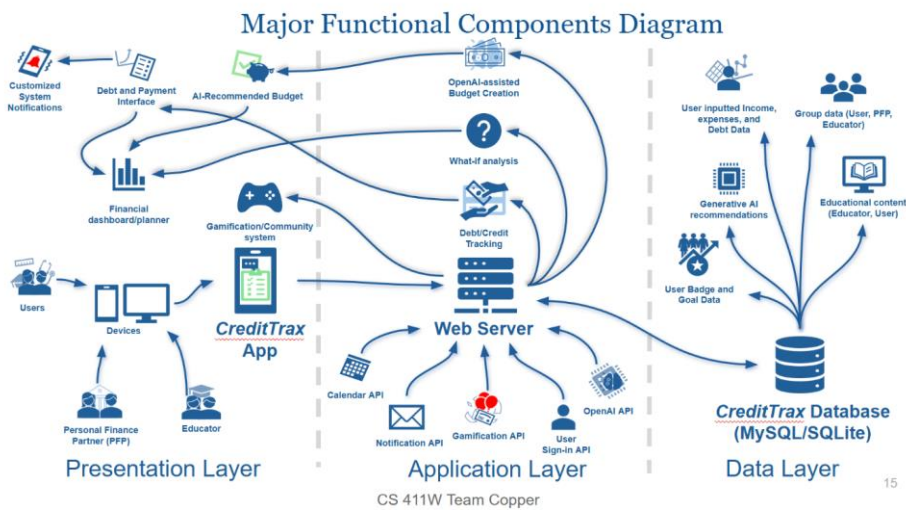 Major Functional Components Diagram
Customized
System
Notifications
Debt and Payment
Interface
AI-Recommended Budget
OpenAI-assisted
Budget Creation
User inputted Income,
expenses, and
Debt Data
Group data (User, PFP,
Educator)
?
What-if analysis
Financial
dashboard/planner
Gamification/Community
system
Debt/Credit
Tracking
Generative AI
recommendations
Educational content
(Educator, User)
User Badge and
Goal Data
Users
Devices
CreditTrax
App
Web Server
Calendar API
Notification API
Gamification API
User
Sign-in API
OpenAI API
Personal Finance
Partner (PFP)
Educator
CreditTrax Database
(MySQL/SQLite)
Presentation Layer
Application Layer
Data Layer
CS 411W Team Copper
15